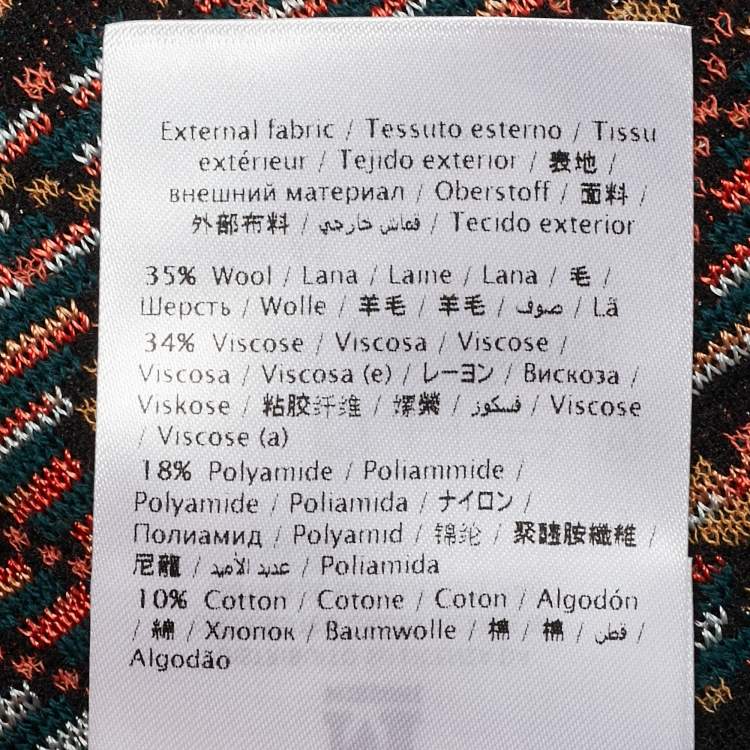 External fabric / Tessuto esterno / Tissu
extérieur / Tejido exterior / 表地 /
внешний материал / Oberstoff / 面料 /
外部布料 / قماش خارجي / Tecido exterior
35% Wool / Lana / Laine / Lana / 毛 /
Шерсть / Wolle / 羊毛 / 羊毛 / صوف / Lã
34% Viscose / Viscosa / Viscose /
Viscosa / Viscosa (e) / レーヨン / Вискоза /
Viskose / 粘胶纤维 / 嫘縈 / فسكوز / Viscose
/ Viscose (a)
18% Polyamide / Poliammide /
Polyamide / Poliamida / ナイロン /
Полиамид / Polyamid / 锦纶 / 聚醯胺纖維 /
尼龍 / عديد الأميد / Poliamida
10% Cotton / Cotone / Coton / Algodón
/ 綿 / Хлопок / Baumwolle / 棉 / 棉 / قطن /
Algodão